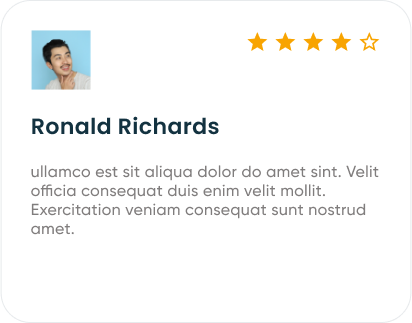 Ronald Richards
ullamco est sit aliqua dolor do amet sint. Velit
officia consequat duis enim velit mollit.
Exercitation veniam consequat sunt nostrud
amet.